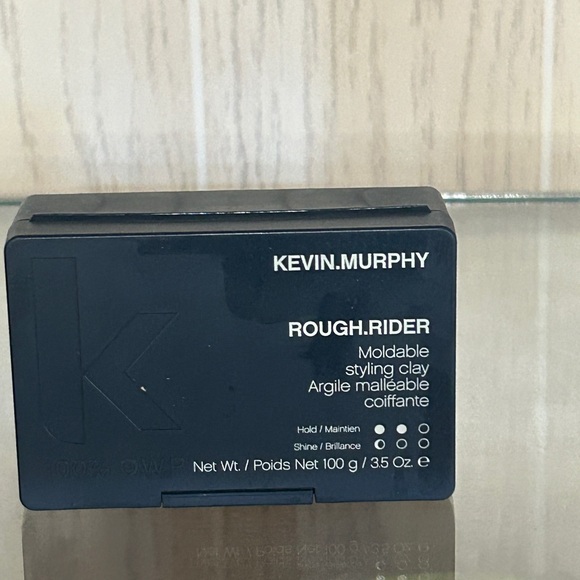 KEVIN.MURPHY
ROUGH.RIDER
Moldable
styling clay
Argile malléable
coiffante
Hold / Maintien
Shine / Brillance
Net Wt. / Poids Net 100 g / 3.5 Oz. ℮